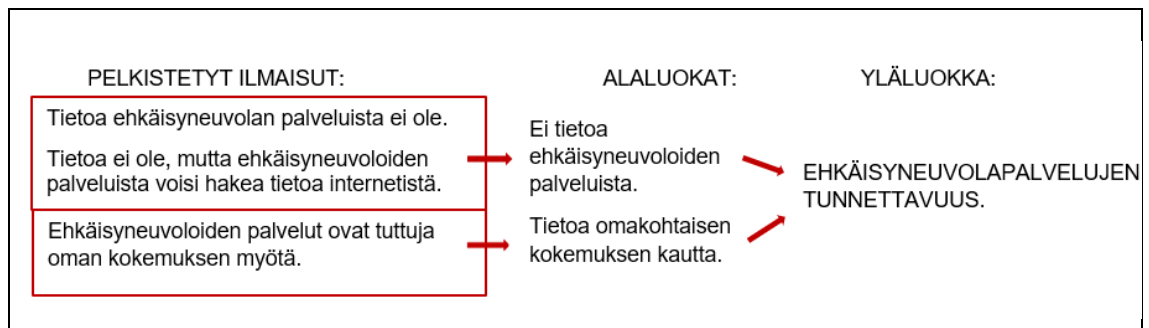 PELKISTETYT ILMAISUT:
Tietoa ehkäisyneuvolan palveluista ei ole.
Tietoa ei ole, mutta ehkäisyneuvoloiden
palveluista voisi hakea tietoa internetistä.
Ehkäisyneuvoloiden palvelut ovat tuttuja
oman kokemuksen myötä.
ALALUOKAT:
Ei tietoa
ehkäisyneuvoloiden
palveluista.
Tietoa omakohtaisen
kokemuksen kautta.
YLÄLUOKKA:
EHKÄISYNEUVOLAPALVELUJEN
TUNNETTAVUUS.